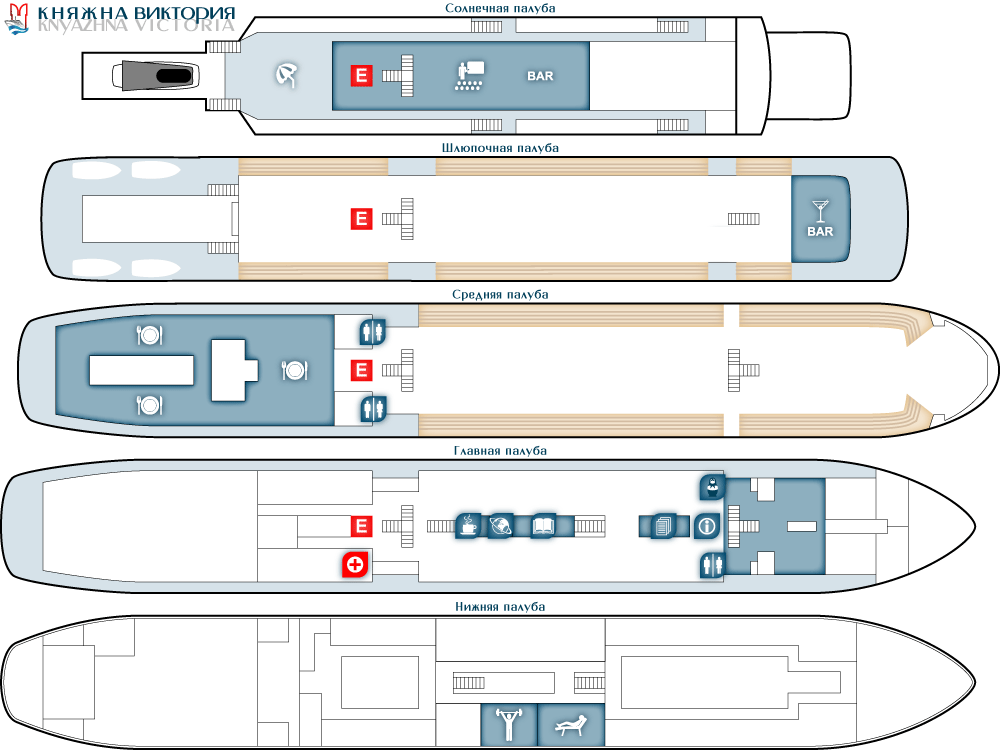 КНЯЖНА ВИКТОРИЯ
KNYAZHNA VICTORIA
Солнечная палуба
E
BAR
Шлюпочная палуба
E
BAR
Средняя палуба
E
Главная палуба
E
Нижняя палуба